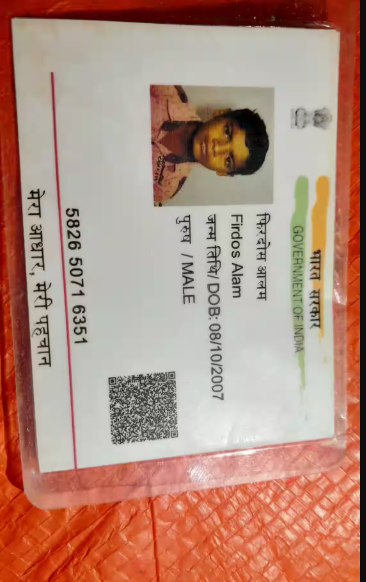 भारत सरकार
GOVERNMENT OF INDIA
फिरदोस आलम
Firdos Alam
जन्म तिथि/ DOB: 08/10/2007
पुरुष / MALE
5826 5071 6351
मेरा आधार, मेरी पहचान